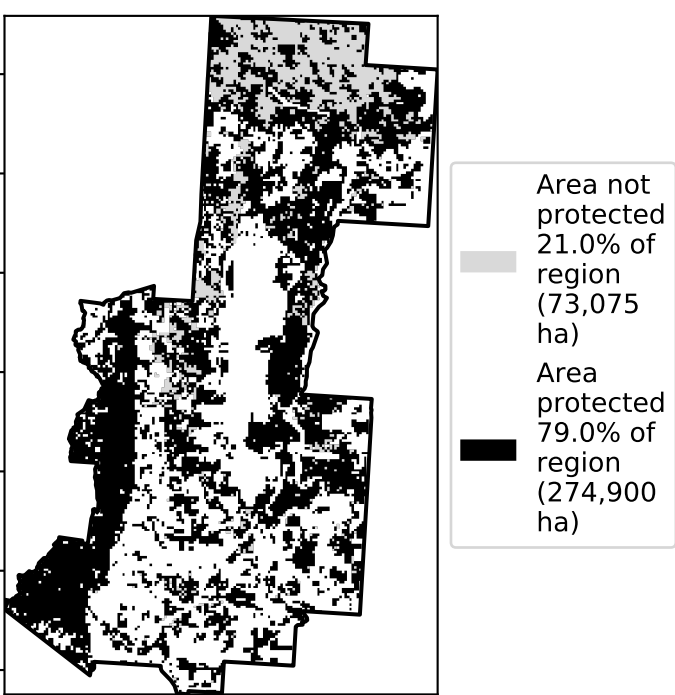 Area not
protected
21.0% of
region
(73,075
ha)
Area
protected
79.0% of
region
(274,900
ha)